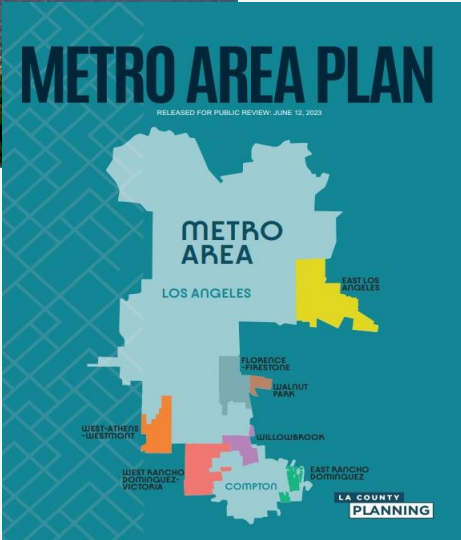 METRO AREA PLAN
RELEASED FOR PUBLIC REVIEW: JUNE 12, 2023
METRO
AREA
LOS ANGELES
EAST LOS
ANGELES
FLORENCE
-FIRESTONE
WALNUT
PARK
WEST-ATHENS
-WESTMONT
WILLOWBROOK
WEST RANCHO
DOMINGUEZ-
VICTORIA
EAST RANCHO
DOMINGUEZ
COMPTON
LA COUNTY
PLANNING